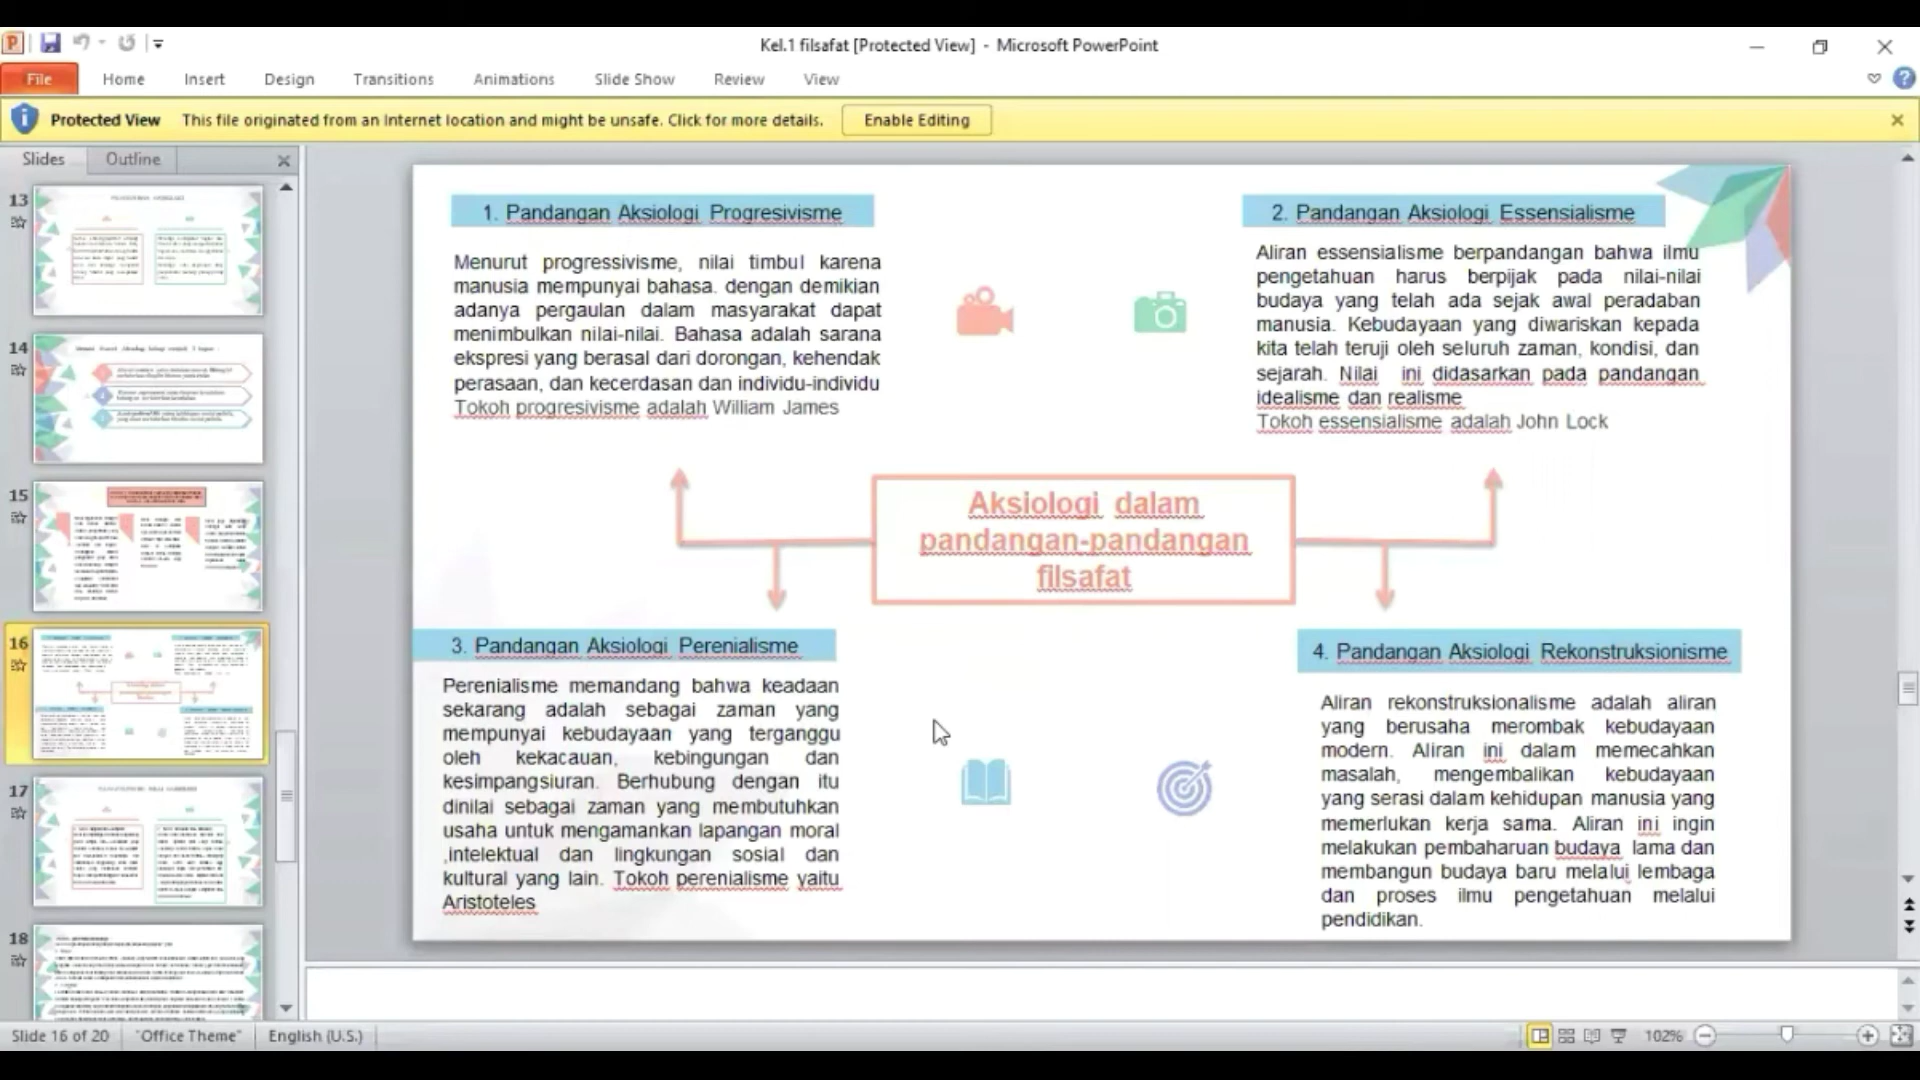 Kel.1 filsafat [Protected View] - Microsoft PowerPoint
File Home Insert Design Transitions Animations Slide Show Review View
Protected View This file originated from an Internet location and might be unsafe. Click for more details. Enable Editing
Slides Outline
13
14
15
16
17
18
1. Pandangan Aksiologi Progresivisme
Menurut progressivisme, nilai timbul karena
manusia mempunyai bahasa. dengan demikian
adanya pergaulan dalam masyarakat dapat
menimbulkan nilai-nilai. Bahasa adalah sarana
ekspresi yang berasal dari dorongan, kehendak
perasaan, dan kecerdasan dan individu-individu
Tokoh progresivisme adalah William James
2. Pandangan Aksiologi Essensialisme
Aliran essensialisme berpandangan bahwa ilmu
pengetahuan harus berpijak pada nilai-nilai
budaya yang telah ada sejak awal peradaban
manusia. Kebudayaan yang diwariskan kepada
kita telah teruji oleh seluruh zaman, kondisi, dan
sejarah. Nilai ini didasarkan pada pandangan
idealisme dan realisme
Tokoh essensialisme adalah John Lock
Aksiologi dalam
pandangan-pandangan
filsafat
3. Pandangan Aksiologi Perenialisme
Perenialisme memandang bahwa keadaan
sekarang adalah sebagai zaman yang
mempunyai kebudayaan yang terganggu
oleh kekacauan, kebingungan dan
kesimpangsiuran. Berhubung dengan itu
dinilai sebagai zaman yang membutuhkan
usaha untuk mengamankan lapangan moral
,intelektual dan lingkungan sosial dan
kultural yang lain. Tokoh perenialisme yaitu
Aristoteles
4. Pandangan Aksiologi Rekonstruksionisme
Aliran rekonstruksionalisme adalah aliran
yang berusaha merombak kebudayaan
modern. Aliran ini dalam memecahkan
masalah, mengembalikan kebudayaan
yang serasi dalam kehidupan manusia yang
memerlukan kerja sama. Aliran ini ingin
melakukan pembaharuan budaya lama dan
membangun budaya baru melalui lembaga
dan proses ilmu pengetahuan melalui
pendidikan.
Slide 16 of 20 "Office Theme" English (U.S.) 102%